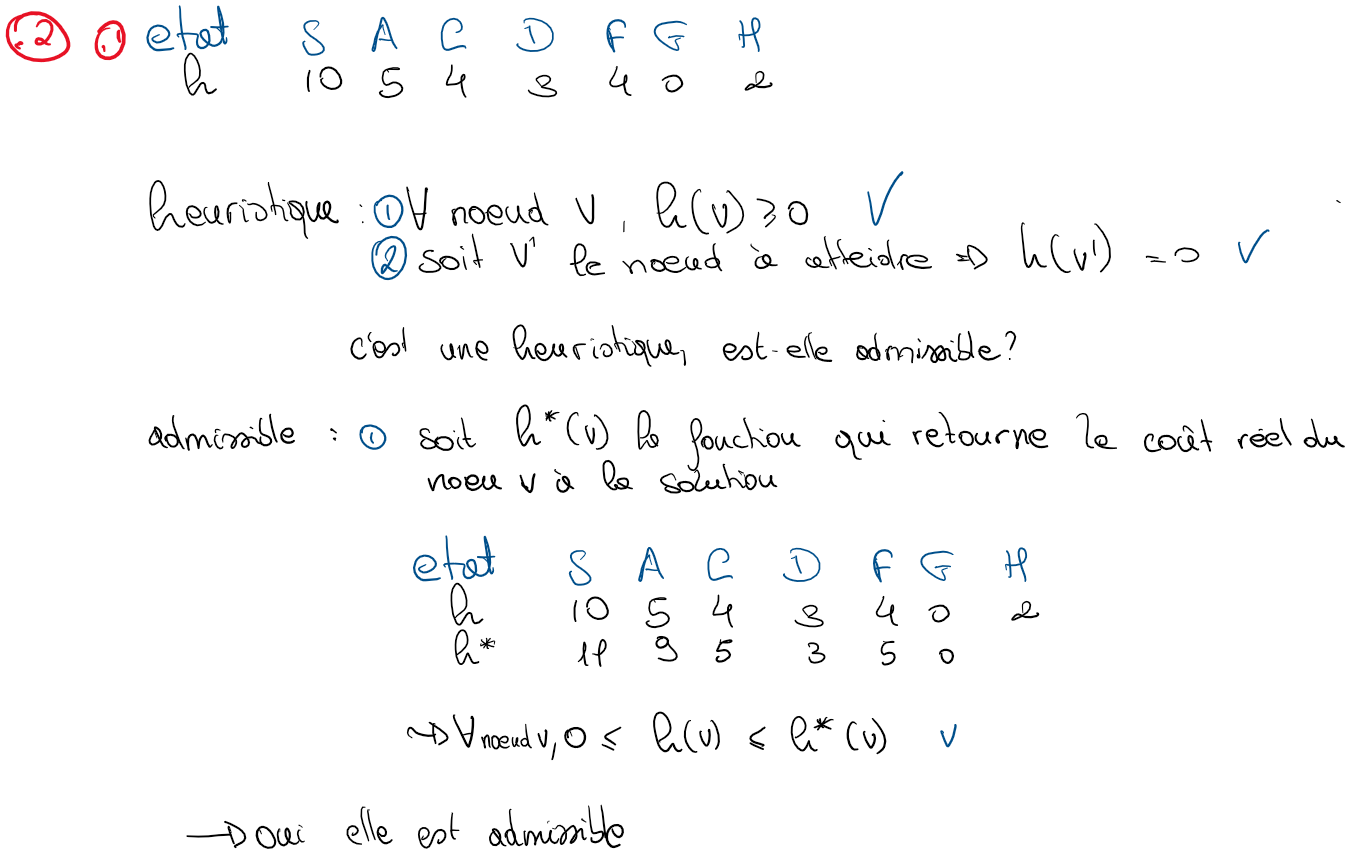 .2 1 etat S A C D F G H
h 10 5 4 3 4 0 2
heuristique : ① ∀ noeud v, h(v) ≥ 0 ✓
② soit v' le noeud à atteidre ⇒ h(v') = 0 ✓
c'est une heuristique, est-elle admissible?
admissible : ① soit h*(v) la fonction qui retourne le coût réel du
noeu v à la solution
etat S A C D F G H
h 10 5 4 3 4 0 2
h* 11 9 5 3 5 0
→ ∀ noeud v, 0 ≤ h(v) ≤ h*(v) ✓
→ oui elle est admissible